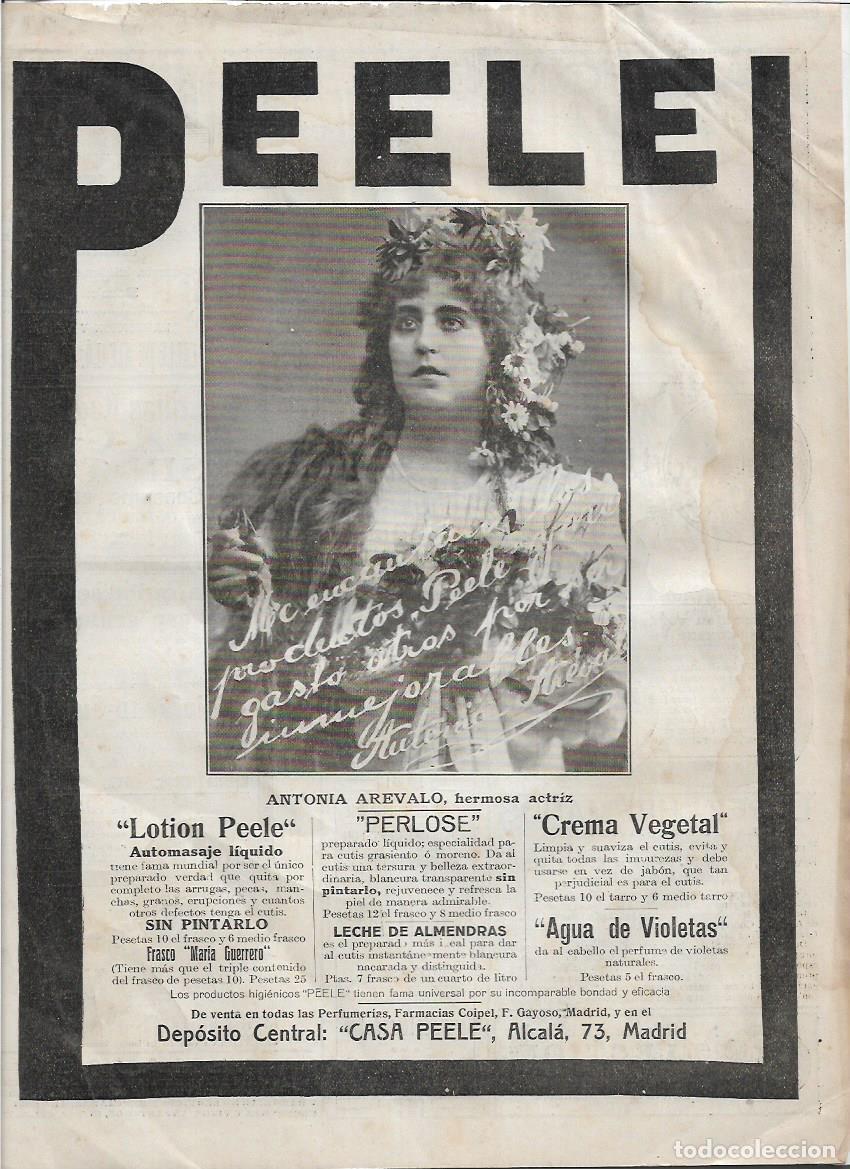 PEELE
Me encantan los
productos Peele y no
gasto otros por
inmejorables.
Antonia Arévalo
ANTONIA AREVALO, hermosa actríz
"Lotion Peele"
Automasaje líquido
tiene fama mundial por ser el único
preparado verdad que quita por
completo las arrugas, pecas, man-
chas, granos, erupciones y cuantos
otros defectos tenga el cutis.
SIN PINTARLO
Pesetas 10 el frasco y 6 medio frasco
Frasco "María Guerrero"
(Tiene más que el triple contenido
del frasco de pesetas 10). Pesetas 25
"PERLOSE"
preparado líquido; especialidad pa-
ra cutis grasiento ó moreno. Da al
cutis una tersura y belleza extraor-
dinaria, blancura transparente sin
pintarlo, rejuvenece y refresca la
piel de manera admirable.
Pesetas 12 el frasco y 8 medio frasco
LECHE DE ALMENDRAS
es el preparado más ideal para dar
al cutis instantáneamente blancura
nacarada y distinguida.
Ptas. 7 frasco de un cuarto de litro
"Crema Vegetal"
Limpia y suaviza el cutis, evita y
quita todas las impurezas y debe
usarse en vez de jabón, que tan
perjudicial es para el cutis.
Pesetas 10 el tarro y 6 medio tarro
"Agua de Violetas"
da al cabello el perfume de violetas
naturales.
Pesetas 5 el frasco.
Los productos higiénicos "PEELE" tienen fama universal por su incomparable bondad y eficacia
De venta en todas las Perfumerías, Farmacias Coipel, F. Gayoso, Madrid, y en el
Depósito Central: "CASA PEELE", Alcalá, 73, Madrid
todocoleccion